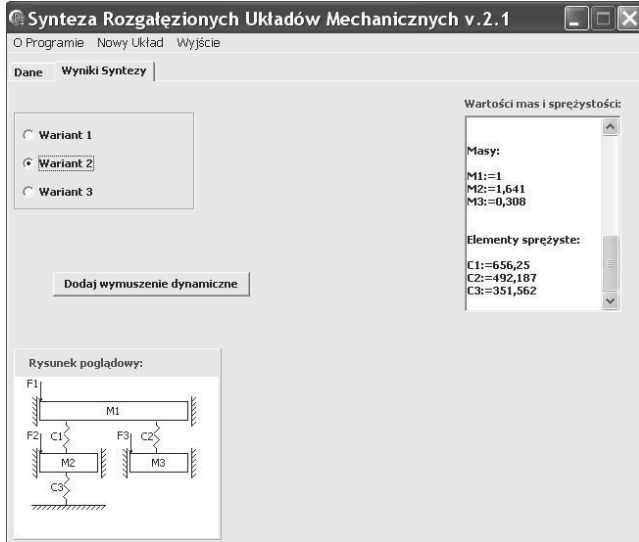 Synteza Rozgałęzionych Układów Mechanicznych v.2.1
O Programie Nowy Układ Wyjście
Dane Wyniki Syntezy
Wariant 1
Wariant 2
Wariant 3
Dodaj wymuszenie dynamiczne
Wartości mas i sprężystości:
Masy:
M1:=1
M2:=1,641
M3:=0,308
Elementy sprężyste:
C1:=656,25
C2:=492,187
C3:=351,562
Rysunek poglądowy:
F1
M1
F2 C1 F3 C2
M2 M3
C3